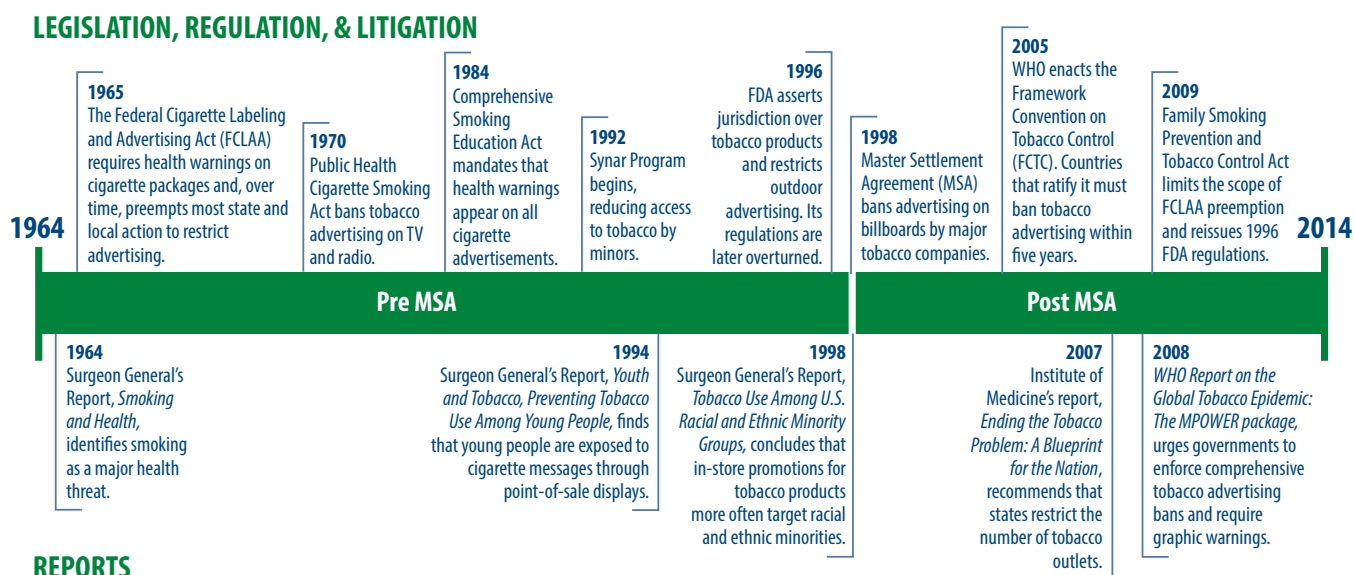 LEGISLATION, REGULATION, & LITIGATION
1965
The Federal Cigarette Labeling
and Advertising Act (FCLAA)
requires health warnings on
cigarette packages and, over
time, preempts most state and
local action to restrict
advertising.
1970
Public Health
Cigarette Smoking
Act bans tobacco
advertising on TV
and radio.
1984
Comprehensive
Smoking
Education Act
mandates that
health warnings
appear on all
cigarette
advertisements.
1992
Synar Program
begins,
reducing access
to tobacco by
minors.
1996
FDA asserts
jurisdiction over
tobacco products
and restricts
outdoor
advertising. Its
regulations are
later overturned.
1998
Master Settlement
Agreement (MSA)
bans advertising on
billboards by major
tobacco companies.
2005
WHO enacts the
Framework
Convention on
Tobacco Control
(FCTC). Countries
that ratify it must
ban tobacco
advertising within
five years.
2009
Family Smoking
Prevention and
Tobacco Control Act
limits the scope of
FCLAA preemption
and reissues 1996
FDA regulations.
1964
2014
Pre MSA
Post MSA
1964
Surgeon General's
Report, Smoking
and Health,
identifies smoking
as a major health
threat.
1994
Surgeon General's Report, Youth
and Tobacco, Preventing Tobacco
Use Among Young People, finds
that young people are exposed to
cigarette messages through
point-of-sale displays.
1998
Surgeon General's Report,
Tobacco Use Among U.S.
Racial and Ethnic Minority
Groups, concludes that
in-store promotions for
tobacco products
more often target racial
and ethnic minorities.
2007
Institute of
Medicine's report,
Ending the Tobacco
Problem: A Blueprint
for the Nation,
recommends that
states restrict the
number of tobacco
outlets.
2008
WHO Report on the
Global Tobacco Epidemic:
The MPOWER package,
urges governments to
enforce comprehensive
tobacco advertising
bans and require
graphic warnings.
REPORTS